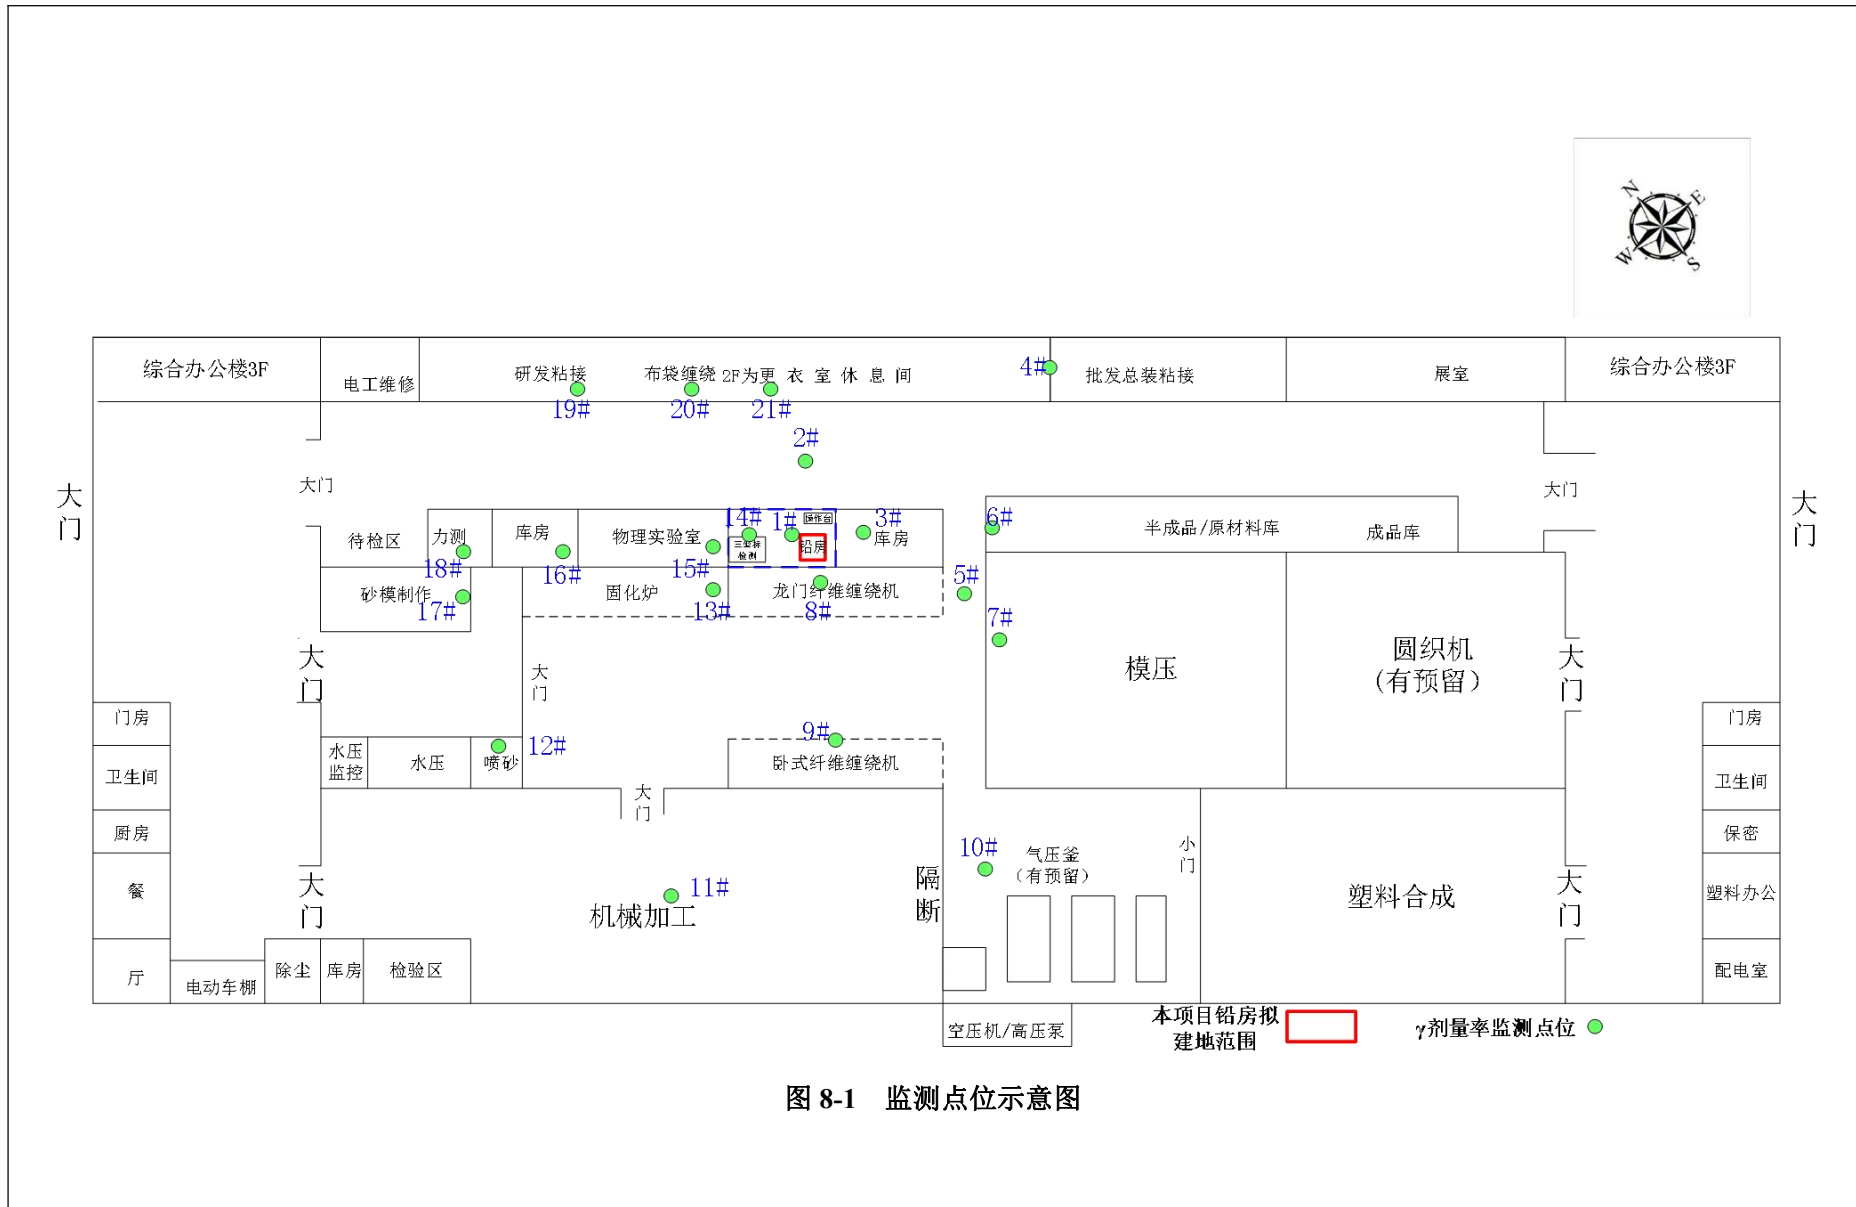 N
E
W
S
综合办公楼3F
电工维修
研发粘接
布袋缠绕
2F为更 衣 室 休 息 间
4#
批发总装粘接
展室
综合办公楼3F
19#
20#
21#
2#
大门
大门
大门
大门
待检区
力测
库房
物理实验室
14#
1#
操作台
3#
库房
6#
半成品/原材料库
成品库
三坐标
检测
铅房
18#
16#
15#
5#
砂模制作
17#
固化炉
13#
龙门纤维缠绕机
8#
7#
大门
大门
模压
圆织机
(有预留)
大门
门房
门房
9#
水压
监控
水压
喷砂
12#
卧式纤维缠绕机
卫生间
卫生间
大门
厨房
10#
气压釜
(有预留)
小门
保密
餐
大门
11#
机械加工
隔断
塑料合成
大门
塑料办公
厅
电动车棚
除尘
库房
检验区
配电室
空压机/高压泵
本项目铅房拟
建地范围
γ剂量率监测点位
图 8-1 监测点位示意图